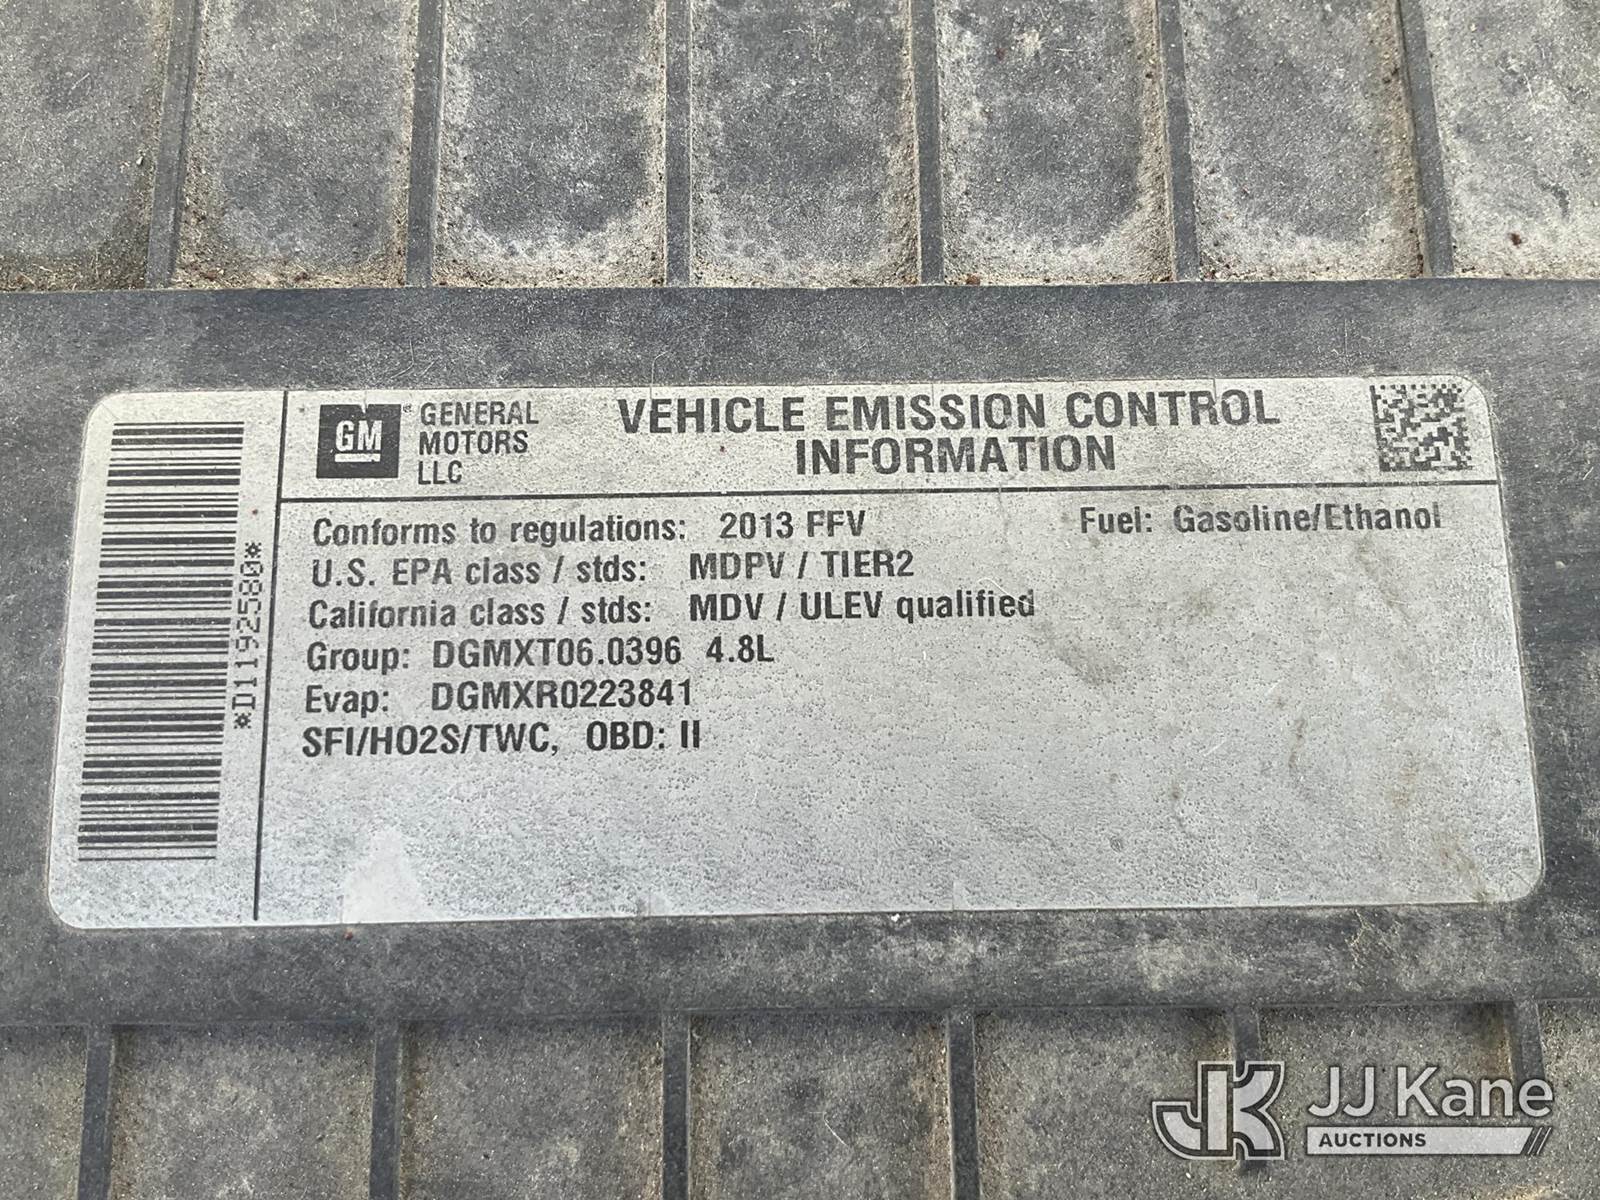 GM
GENERAL
MOTORS
LLC
VEHICLE EMISSION CONTROL
INFORMATION
*D1192580*
Conforms to regulations: 2013 FFV
Fuel: Gasoline/Ethanol
U.S. EPA class / stds: MDPV / TIER2
California class / stds: MDV / ULEV qualified
Group: DGMXT06.0396 4.8L
Evap: DGMXR0223841
SFI/HO2S/TWC, OBD: II
JK
JJ Kane
AUCTIONS